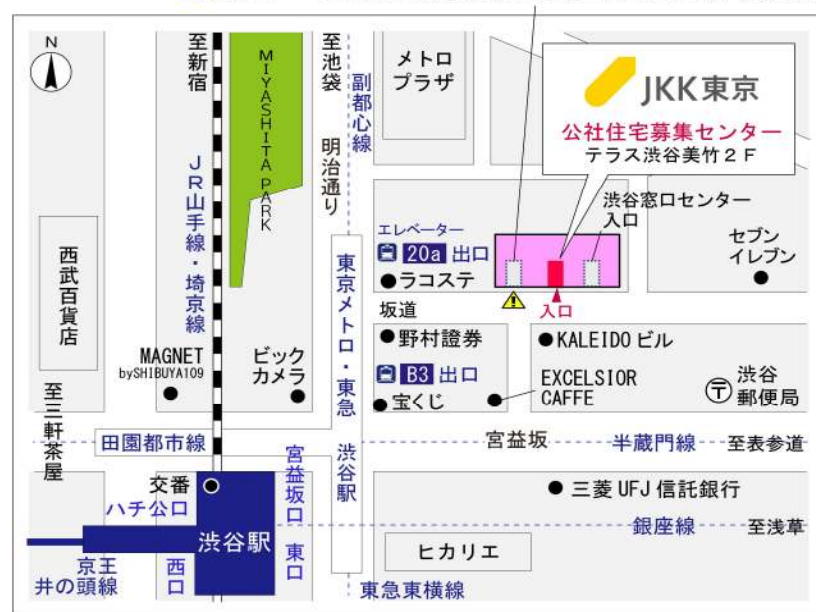 N
至新宿
MIYASHITA PARK
至池袋
明治通り
副都心線
メトロ
プラザ
JKK東京
公社住宅募集センター
テラス渋谷美竹2F
JR山手線・埼京線
西武百貨店
エレベーター
20a 出口
ラコステ
渋谷窓口センター
入口
セブン
イレブン
入口
東京メトロ・東急 渋谷駅
坂道
野村證券
KALEIDO ビル
MAGNET
bySHIBUYA109
ビック
カメラ
B3 出口
宝くじ
EXCELSIOR
CAFFE
〒
渋谷
郵便局
至三軒茶屋
田園都市線
宮益坂
半蔵門線
至表参道
交番
ハチ公口
宮益坂口
東口
三菱 UFJ 信託銀行
渋谷駅
銀座線
至浅草
京王
井の頭線
西口
ヒカリエ
東急東横線